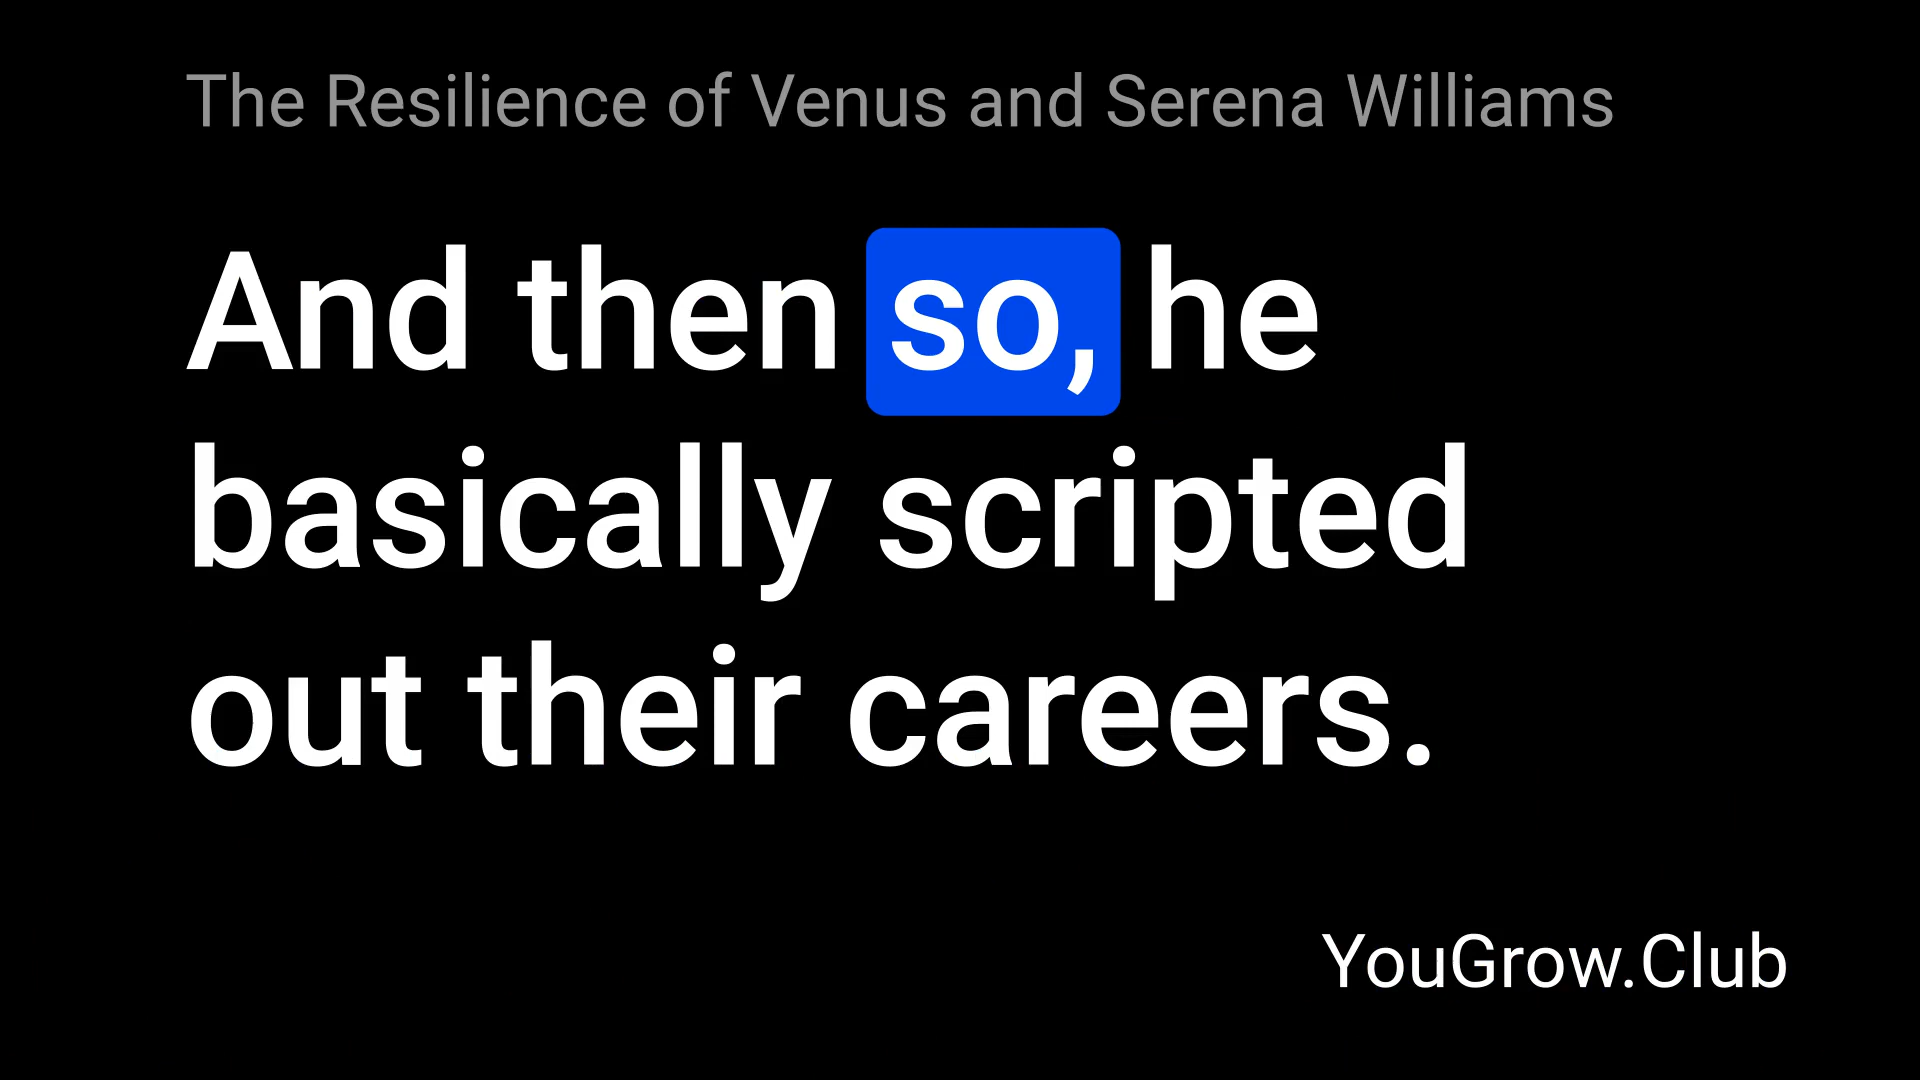 The Resilience of Venus and Serena Williams
And then so, he
basically scripted
out their careers.
YouGrow.Club